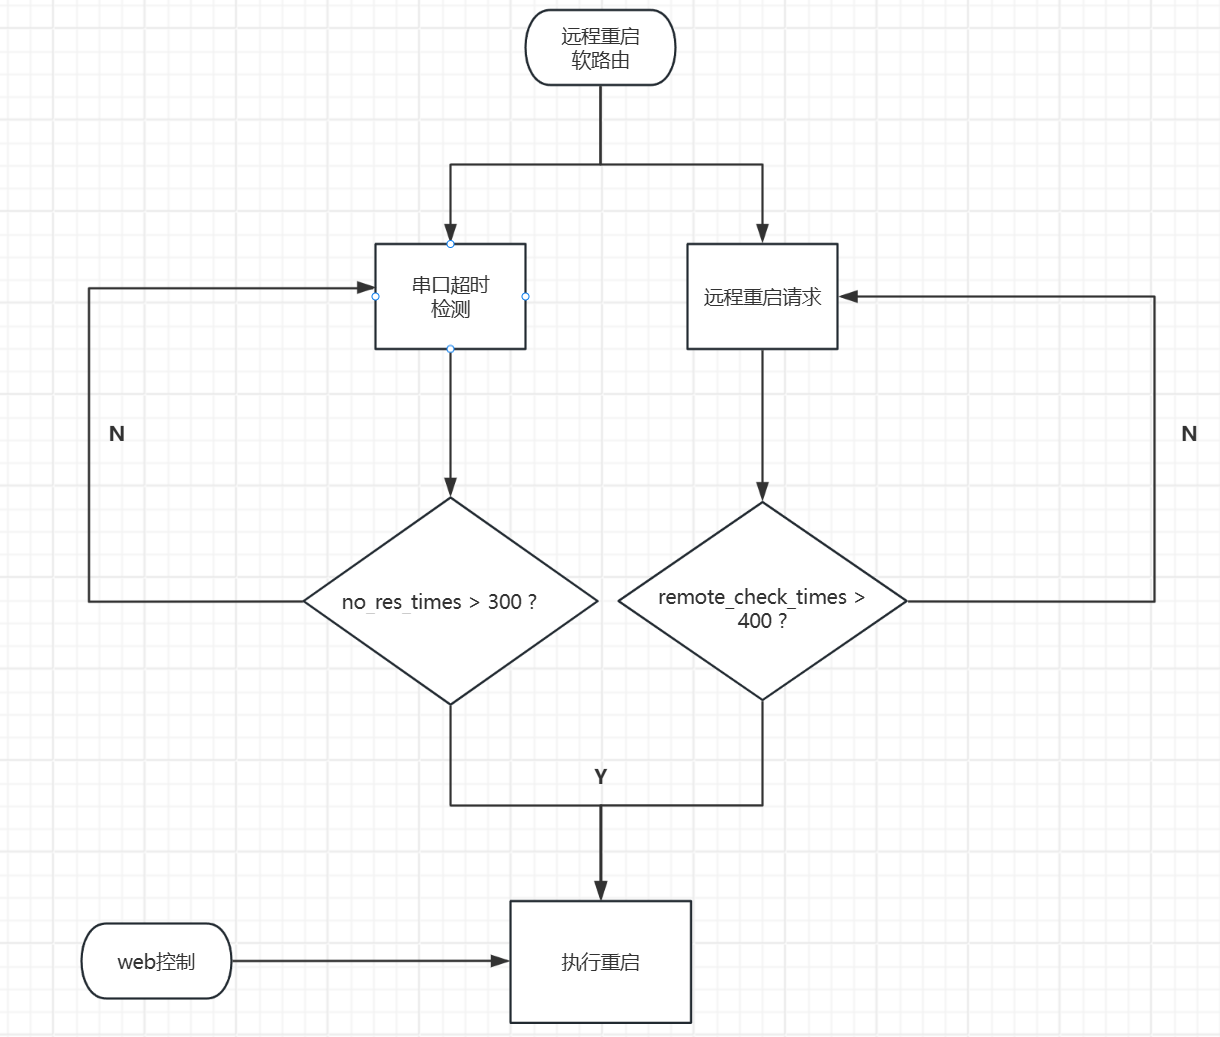 远程重启
软路由
串口超时
检测
远程重启请求
N
N
no_res_times > 300 ?
remote_check_times >
400 ?
Y
web控制
执行重启